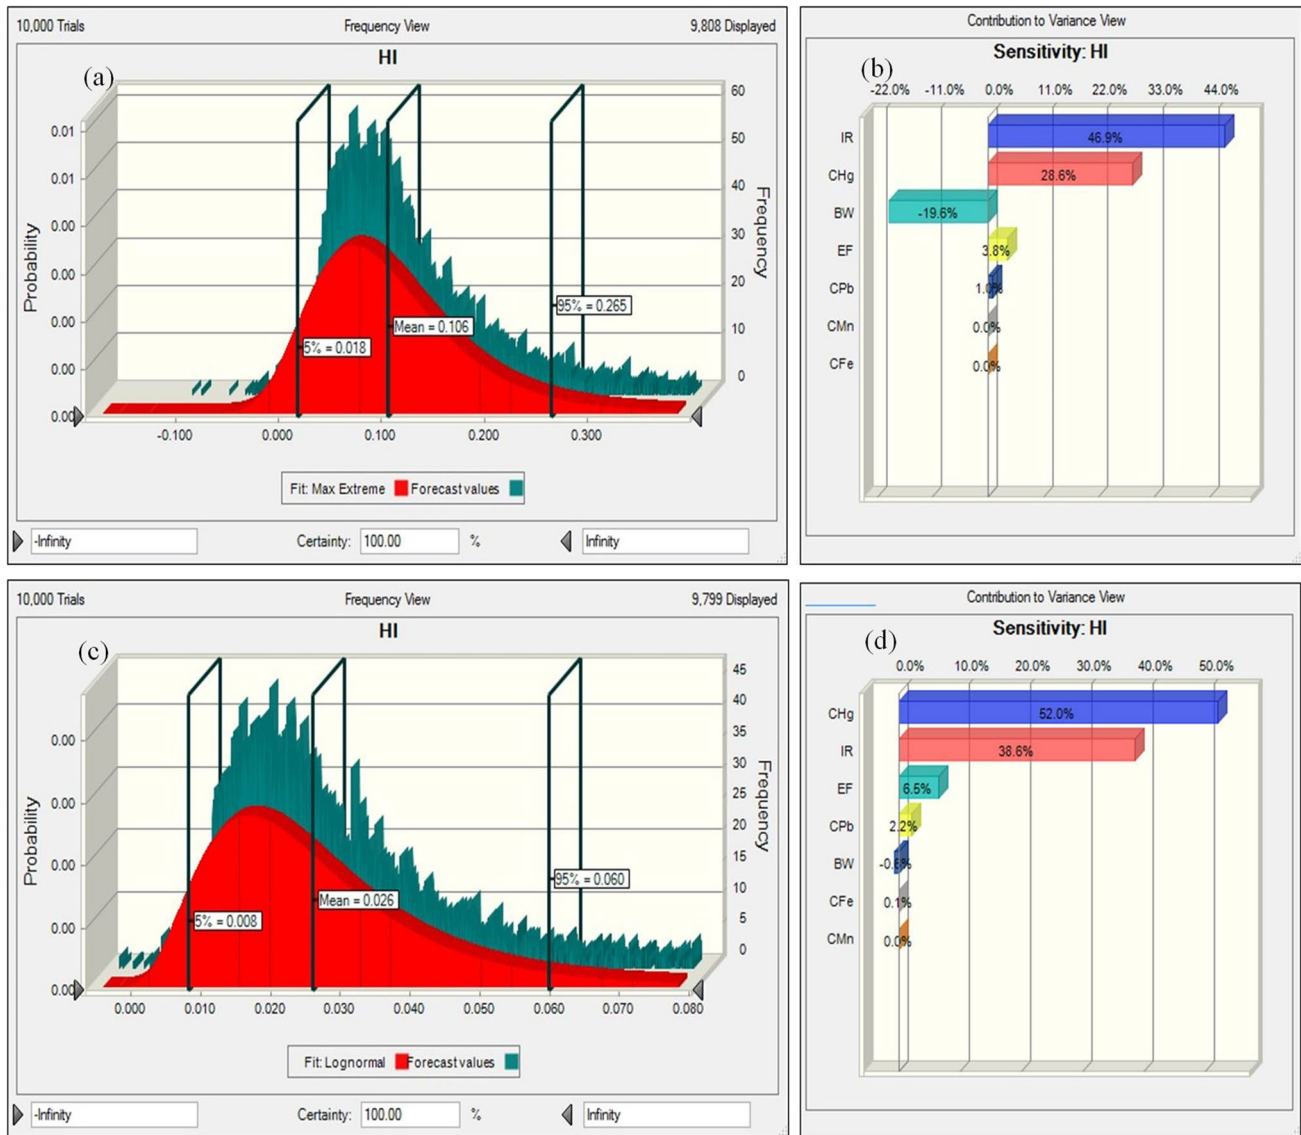 10,000 Trials Frequency View 9,808 Displayed
HI
(a)
60
50
40
30
20
10
0
Frequency
0.01
0.01
0.00
0.00
0.00
0.00
0.00
Probability
5% = 0.018
Mean = 0.106
95% = 0.265
-0.100 0.000 0.100 0.200 0.300
Fit: Max Extreme Forecast values
-Infinity Certainty: 100.00 % Infinity
Contribution to Variance View
Sensitivity: HI
(b)
-22.0% -11.0% 0.0% 11.0% 22.0% 33.0% 44.0%
IR 46.9%
CHg 28.6%
BW -19.6%
EF 3.8%
CPb 1.0%
CMn 0.0%
CFe 0.0%
10,000 Trials Frequency View 9,799 Displayed
HI
(c)
45
40
35
30
25
20
15
10
5
0
Frequency
0.00
0.00
0.00
0.00
0.00
Probability
5% = 0.008
Mean = 0.026
95% = 0.060
0.000 0.010 0.020 0.030 0.040 0.050 0.060 0.070 0.080
Fit: Lognormal Forecast values
-Infinity Certainty: 100.00 % Infinity
Contribution to Variance View
Sensitivity: HI
(d)
0.0% 10.0% 20.0% 30.0% 40.0% 50.0%
CHg 52.0%
IR 38.6%
EF 6.5%
CPb 2.2%
BW
CFe 0.1%
CMn 0.0%